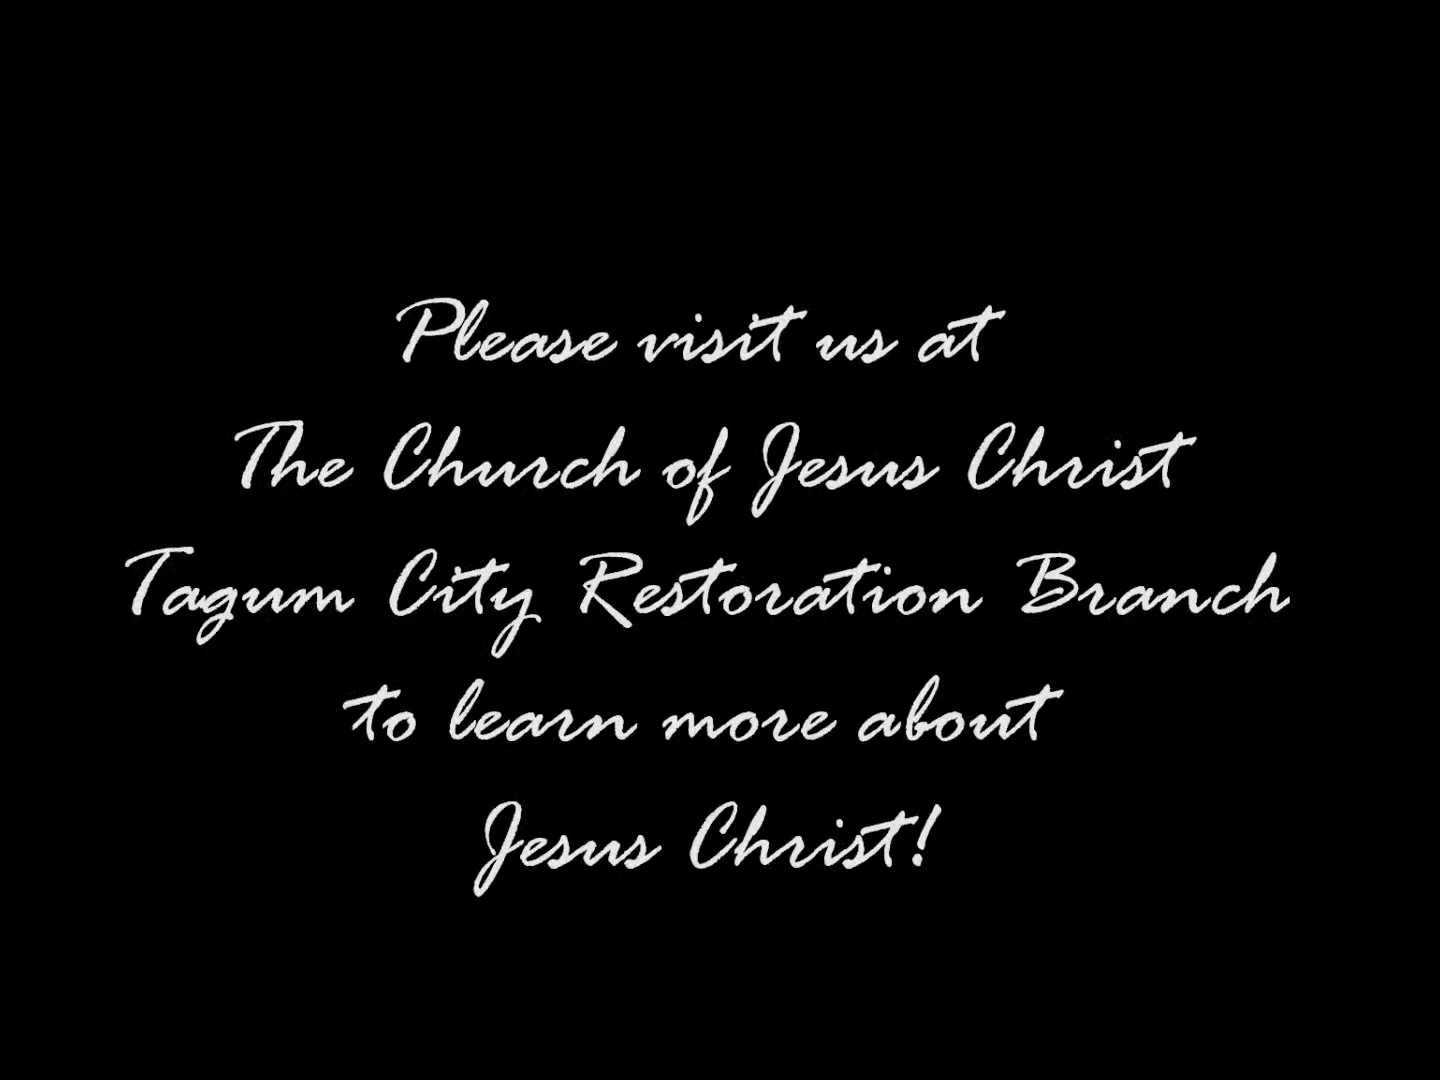 Please visit us at
The Church of Jesus Christ
Tagum City Restoration Branch
to learn more about
Jesus Christ!